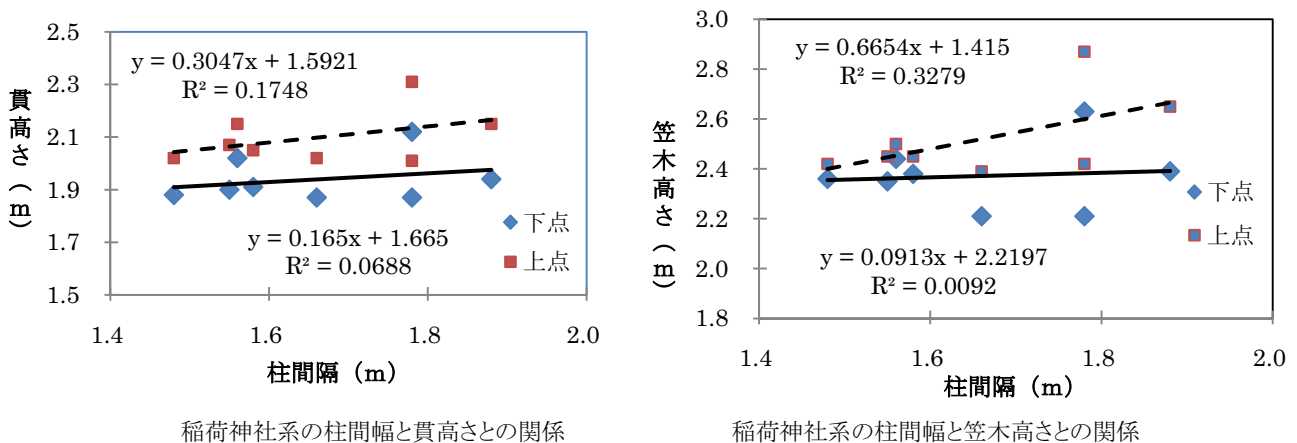 2.5
2.3
2.1
1.9
1.7
1.5
貫高さ（m）
y = 0.3047x + 1.5921
R² = 0.1748
y = 0.165x + 1.665
R² = 0.0688
下点
上点
1.4 1.6 1.8 2.0
柱間隔（m）
稲荷神社系の柱間幅と貫高さとの関係
3.0
2.8
2.6
2.4
2.2
2.0
1.8
笠木高さ（m）
y = 0.6654x + 1.415
R² = 0.3279
y = 0.0913x + 2.2197
R² = 0.0092
下点
上点
1.4 1.6 1.8 2.0
柱間隔（m）
稲荷神社系の柱間幅と笠木高さとの関係